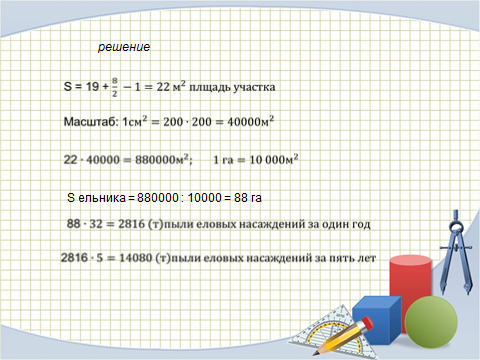 решение
S = 19 + 8/2 − 1 = 22 м² плщадь участка
Масштаб: 1см² = 200 · 200 = 40000м²
22 · 40000 = 880000м²; 1 га = 10 000м²
S ельника = 880000 : 10000 = 88 га
88 · 32 = 2816 (т)пыли еловых насаждений за один год
2816 · 5 = 14080 (т)пыли еловых насаждений за пять лет